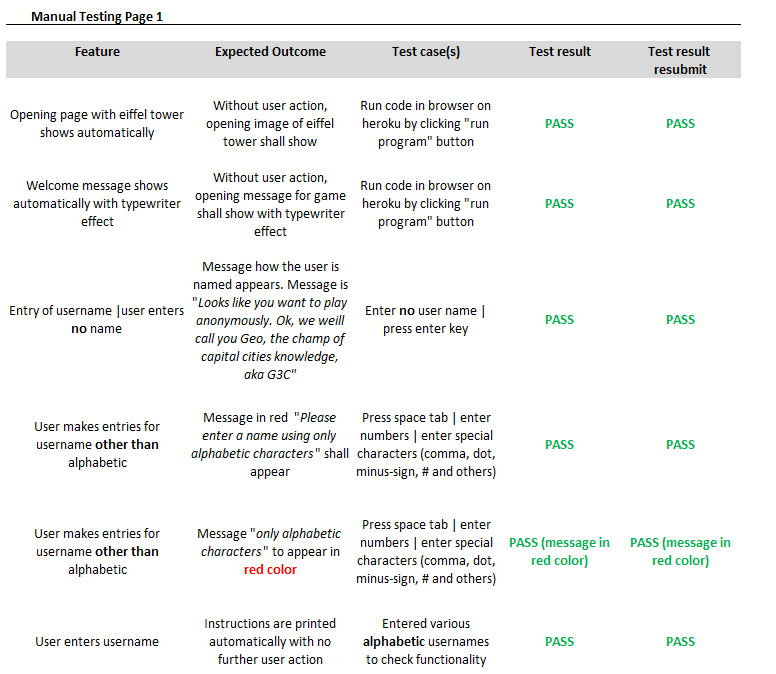 Manual Testing Page 1
Feature
Expected Outcome
Test case(s)
Test result
Test result
resubmit
Opening page with eiffel tower
shows automatically
Without user action,
opening image of eiffel
tower shall show
Run code in browser on
heroku by clicking "run
program" button
PASS
PASS
Welcome message shows
automatically with typewriter
effect
Without user action,
opening message for game
shall show with typewriter
effect
Run code in browser on
heroku by clicking "run
program" button
PASS
PASS
Entry of username |user enters
no name
Message how the user is
named appears. Message is
"Looks like you want to play
anonymously. Ok, we weill
call you Geo, the champ of
capital cities knowledge,
aka G3C"
Enter no user name |
press enter key
PASS
PASS
User makes entries for
username other than
alphabetic
Message in red "Please
enter a name using only
alphabetic characters" shall
appear
Press space tab | enter
numbers | enter special
characters (comma, dot,
minus-sign, # and others)
PASS
PASS
User makes entries for
username other than
alphabetic
Message "only alphabetic
characters" to appear in
red color
Press space tab | enter
numbers | enter special
characters (comma, dot,
minus-sign, # and others)
PASS (message in
red color)
PASS (message in
red color)
User enters username
Instructions are printed
automatically with no
further user action
Entered various
alphabetic usernames
to check functionality
PASS
PASS